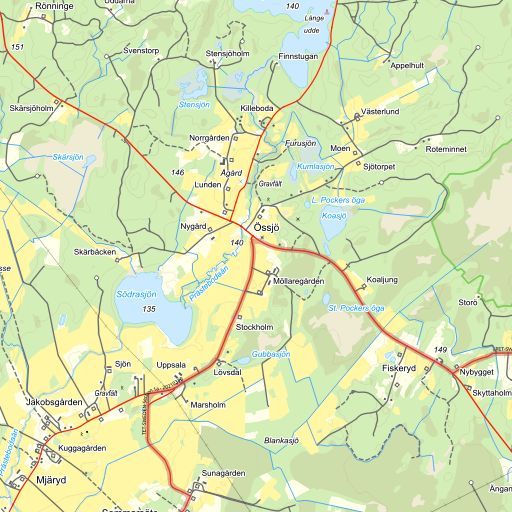 Rönninge
140
Länge
udde
151
Svenstorp
Stensjöholm
Finnstugan
Appelhult
Skärsjöholm
Stensjön
Killeboda
Västerlund
Norrgården
Furusjön
Moen
Roteminnet
Skärsjön
Kumlasjön
Sjötorpet
146
Ågård
Lunden
Gravfält
L. Pockers öga
Koasjö
Nygård
Össjö
140
Skärbäcken
Prästebodaån
Möllaregården
Koaljung
Södrasjön
135
St. Pockers öga
Storö
Stockholm
149
Gubbasjön
Sjön
Uppsala
Lövsdal
Fiskeryd
Nybygget
Skyttaholm
Jakobsgården
Gravfält
Marsholm
Kuggagården
Blankasjö
Prästebodaån
Mjäryd
Sunagården